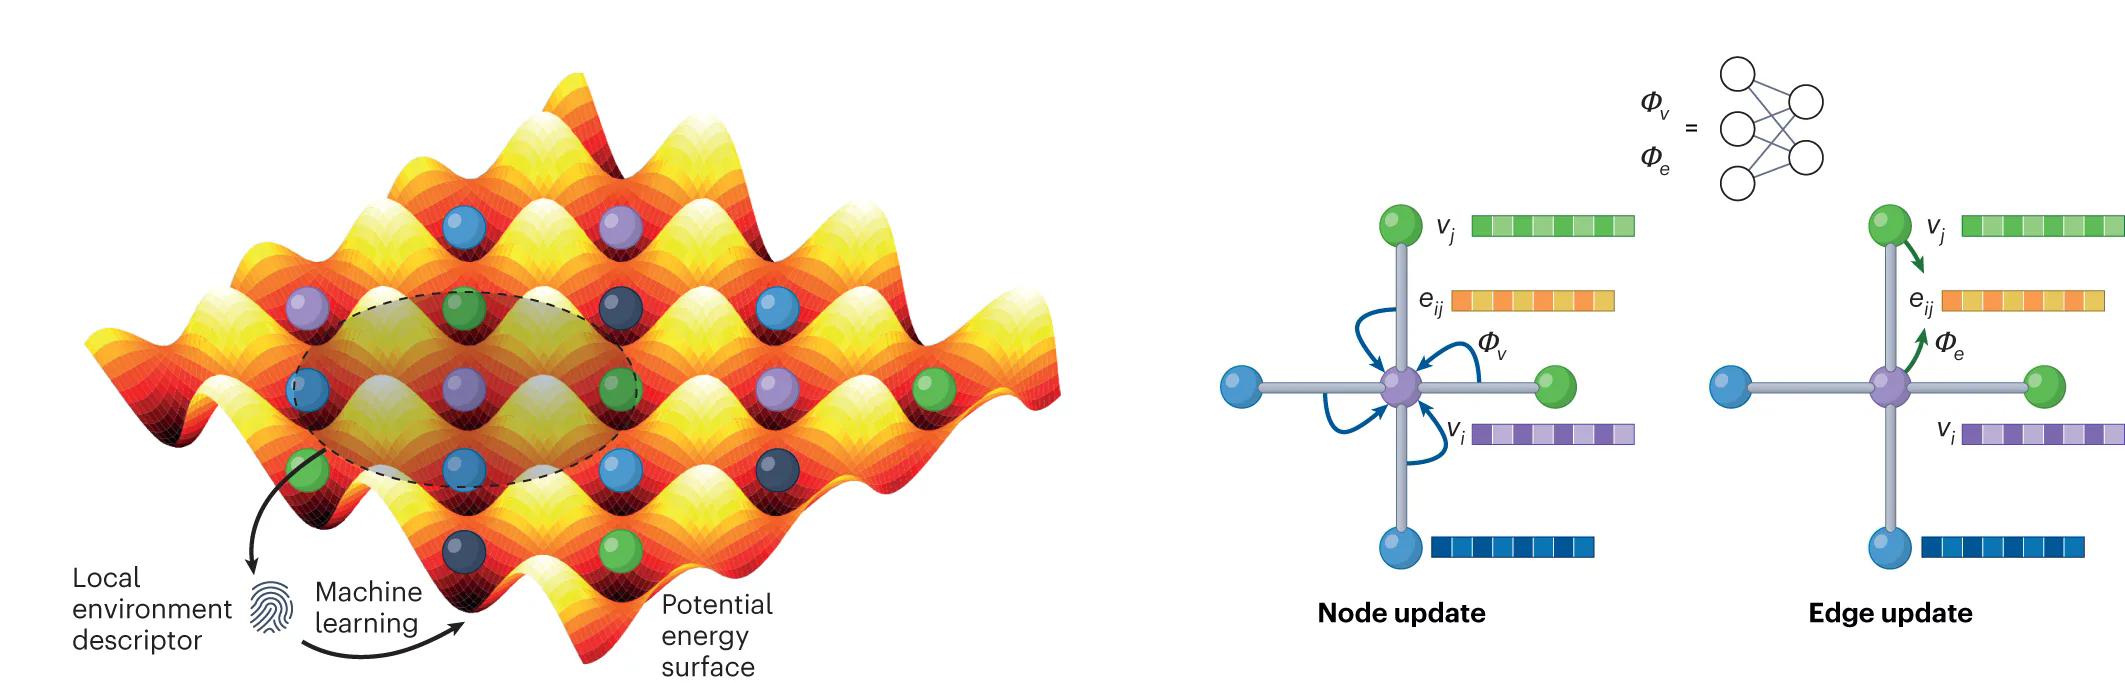 Local
environment
descriptor
Machine
learning
Potential
energy
surface
Φv
=
Φe
vj
eij
Φv
vi
Node update
vj
eij
Φe
vi
Edge update